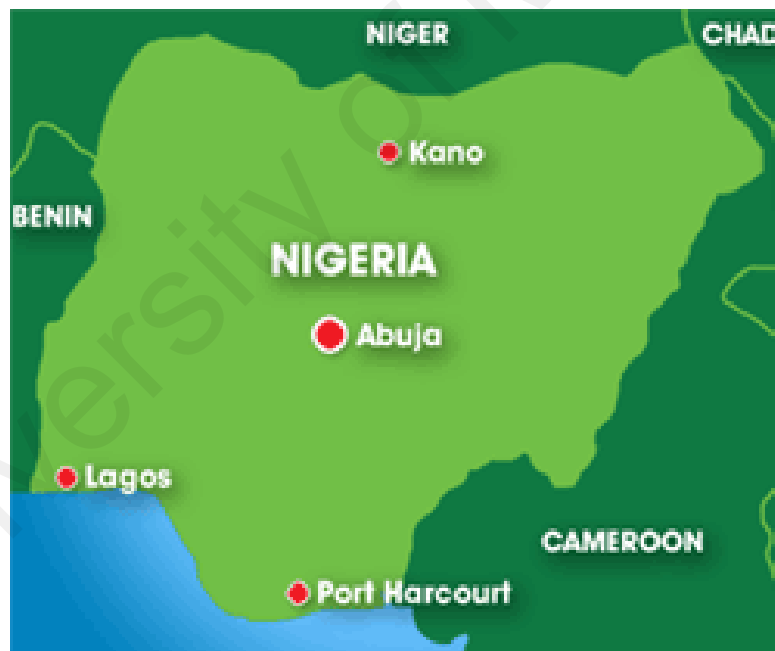 NIGER
CHAD
Kano
BENIN
NIGERIA
Abuja
Lagos
CAMEROON
Port Harcourt